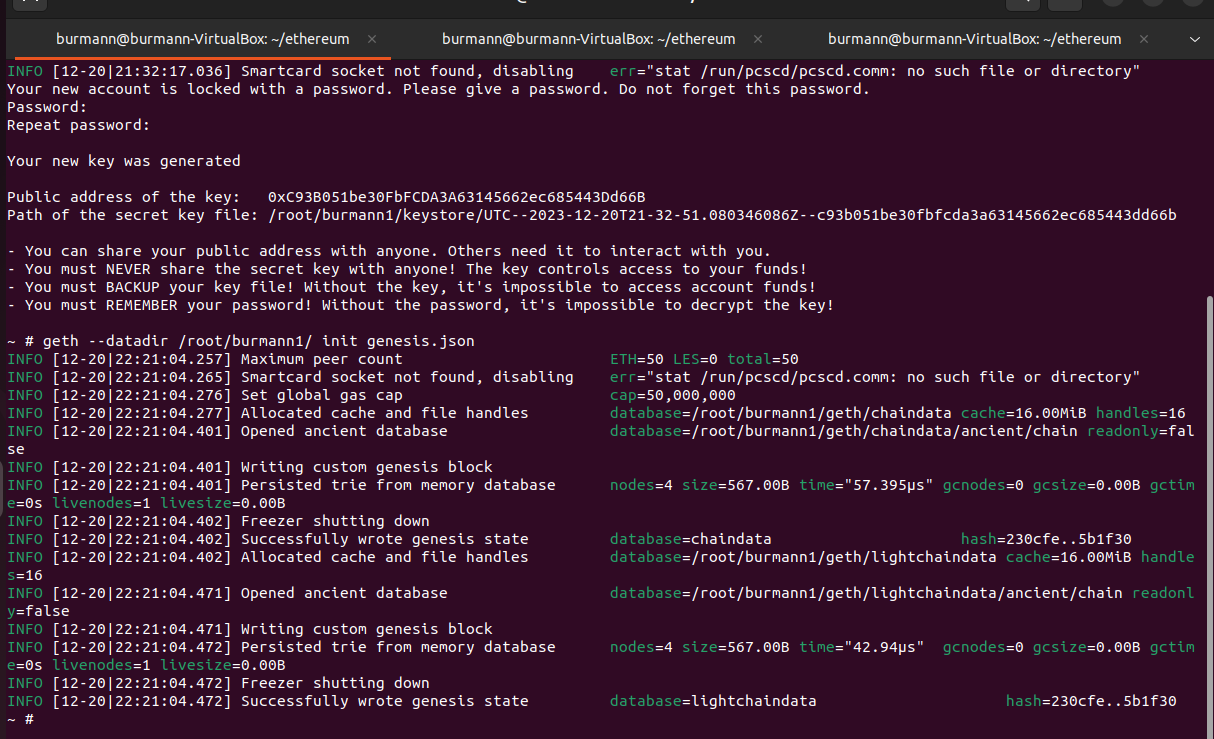 burmann@burmann-VirtualBox: ~/ethereum × burmann@burmann-VirtualBox: ~/ethereum × burmann@burmann-VirtualBox: ~/ethereum ×
INFO [12-20|21:32:17.036] Smartcard socket not found, disabling err="stat /run/pcscd/pcscd.comm: no such file or directory"
Your new account is locked with a password. Please give a password. Do not forget this password.
Password:
Repeat password:
Your new key was generated
Public address of the key: 0xC93B051be30FbFCDA3A63145662ec685443Dd66B
Path of the secret key file: /root/burmann1/keystore/UTC--2023-12-20T21-32-51.080346086Z--c93b051be30fbfcda3a63145662ec685443dd66b
- You can share your public address with anyone. Others need it to interact with you.
- You must NEVER share the secret key with anyone! The key controls access to your funds!
- You must BACKUP your key file! Without the key, it's impossible to access account funds!
- You must REMEMBER your password! Without the password, it's impossible to decrypt the key!
~ # geth --datadir /root/burmann1/ init genesis.json
INFO [12-20|22:21:04.257] Maximum peer count ETH=50 LES=0 total=50
INFO [12-20|22:21:04.265] Smartcard socket not found, disabling err="stat /run/pcscd/pcscd.comm: no such file or directory"
INFO [12-20|22:21:04.276] Set global gas cap cap=50,000,000
INFO [12-20|22:21:04.277] Allocated cache and file handles database=/root/burmann1/geth/chaindata cache=16.00MiB handles=16
INFO [12-20|22:21:04.401] Opened ancient database database=/root/burmann1/geth/chaindata/ancient/chain readonly=fal
se
INFO [12-20|22:21:04.401] Writing custom genesis block
INFO [12-20|22:21:04.401] Persisted trie from memory database nodes=4 size=567.00B time="57.395µs" gcnodes=0 gcsize=0.00B gctim
e=0s livenodes=1 livesize=0.00B
INFO [12-20|22:21:04.402] Freezer shutting down
INFO [12-20|22:21:04.402] Successfully wrote genesis state database=chaindata hash=230cfe..5b1f30
INFO [12-20|22:21:04.402] Allocated cache and file handles database=/root/burmann1/geth/lightchaindata cache=16.00MiB handle
s=16
INFO [12-20|22:21:04.471] Opened ancient database database=/root/burmann1/geth/lightchaindata/ancient/chain readonl
y=false
INFO [12-20|22:21:04.471] Writing custom genesis block
INFO [12-20|22:21:04.472] Persisted trie from memory database nodes=4 size=567.00B time="42.94µs" gcnodes=0 gcsize=0.00B gctim
e=0s livenodes=1 livesize=0.00B
INFO [12-20|22:21:04.472] Freezer shutting down
INFO [12-20|22:21:04.472] Successfully wrote genesis state database=lightchaindata hash=230cfe..5b1f30
~ #